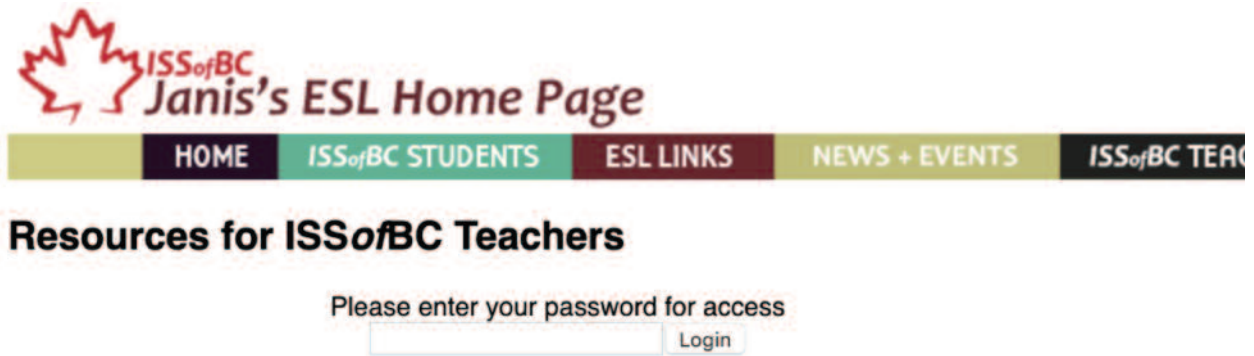 ISSofBC
Janis's ESL Home Page
HOME ISSofBC STUDENTS ESL LINKS NEWS + EVENTS ISSofBC
Resources for ISSofBC Teachers
Please enter your password for access
Login